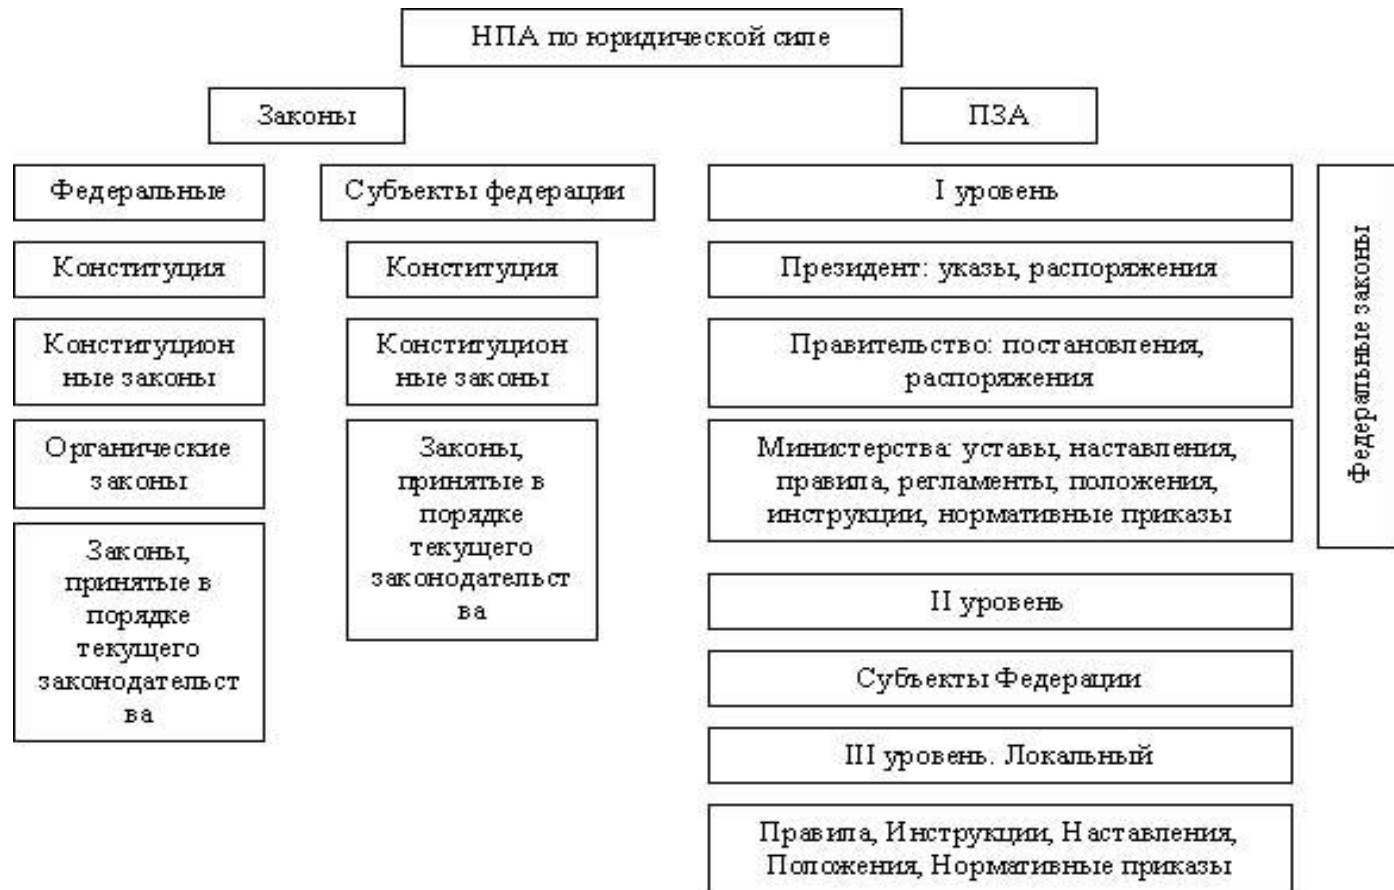 НПА по юридической силе
Законы
ПЗА
Федеральные
Субъекты федерации
I уровень
Конституция
Конституция
Президент: указы, распоряжения
Конституцион
ные законы
Конституцион
ные законы
Правительство: постановления,
распоряжения
Органические
законы
Законы,
принятые в
порядке
текущего
законодательст
ва
Министерства: уставы, наставления,
правила, регламенты, положения,
инструкции, нормативные приказы
Федеральные законы
Законы,
принятые в
порядке
текущего
законодательст
ва
II уровень
Субъекты Федерации
III уровень. Локальный
Правила, Инструкции, Наставления,
Положения, Нормативные приказы